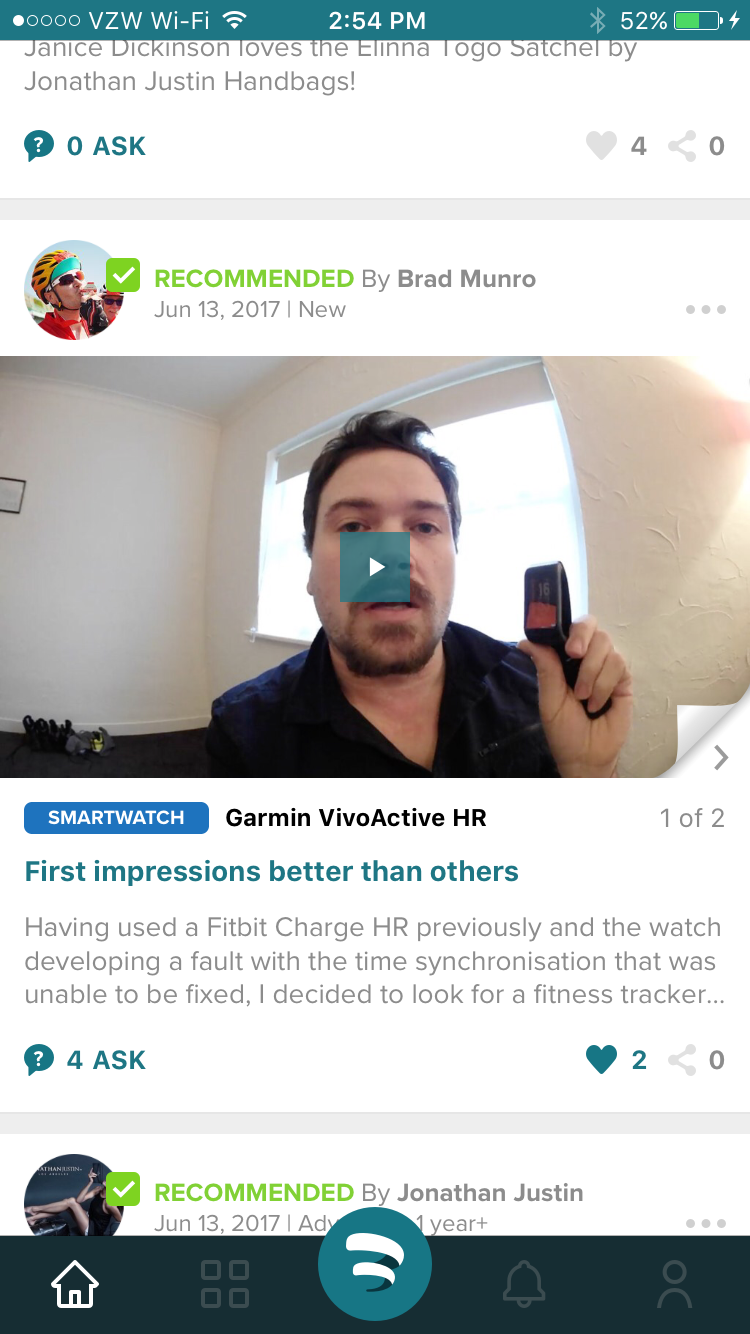 VZW Wi-Fi 2:54 PM 52%
Janice Dickinson loves the Elinna Togo Satchel by
Jonathan Justin Handbags!
0 ASK 4 0
RECOMMENDED By Brad Munro
Jun 13, 2017 | New
SMARTWATCH Garmin VivoActive HR 1 of 2
First impressions better than others
Having used a Fitbit Charge HR previously and the watch
developing a fault with the time synchronisation that was
unable to be fixed, I decided to look for a fitness tracker...
4 ASK 2 0
RECOMMENDED By Jonathan Justin
Jun 13, 2017 | Adv 1 year+